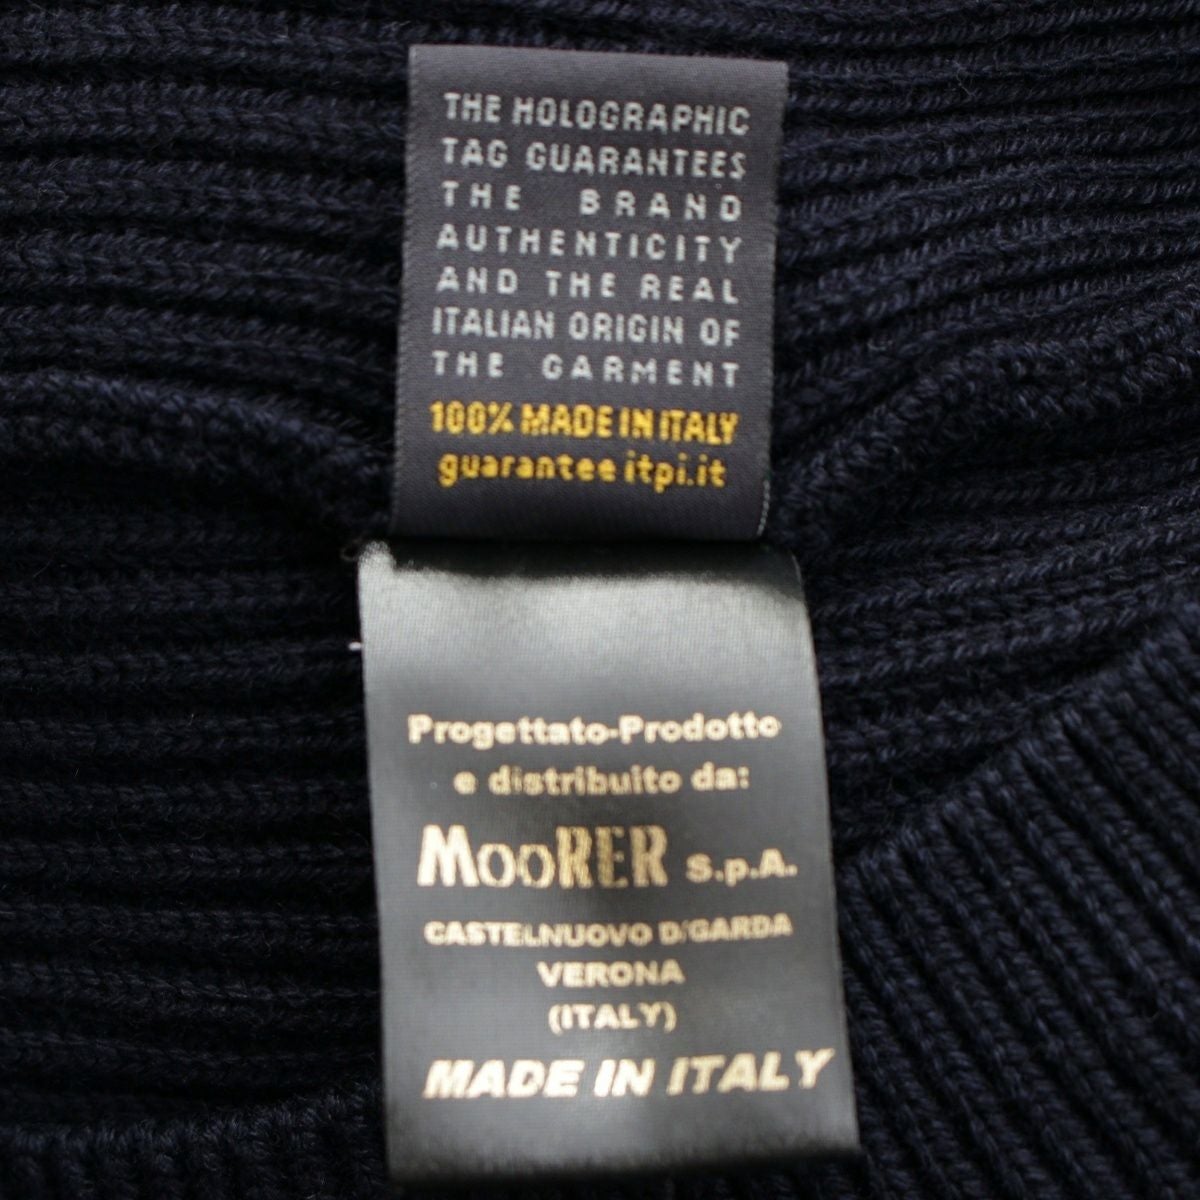 THE HOLOGRAPHIC
TAG GUARANTEES
THE BRAND
AUTHENTICITY
AND THE REAL
ITALIAN ORIGIN OF
THE GARMENT
100% MADE IN ITALY
guarantee itpi.it
Progettato-Prodotto
e distribuito da:
MooRER s.p.A.
CASTELNUOVO D/GARDA
VERONA
(ITALY)
MADE IN ITALY